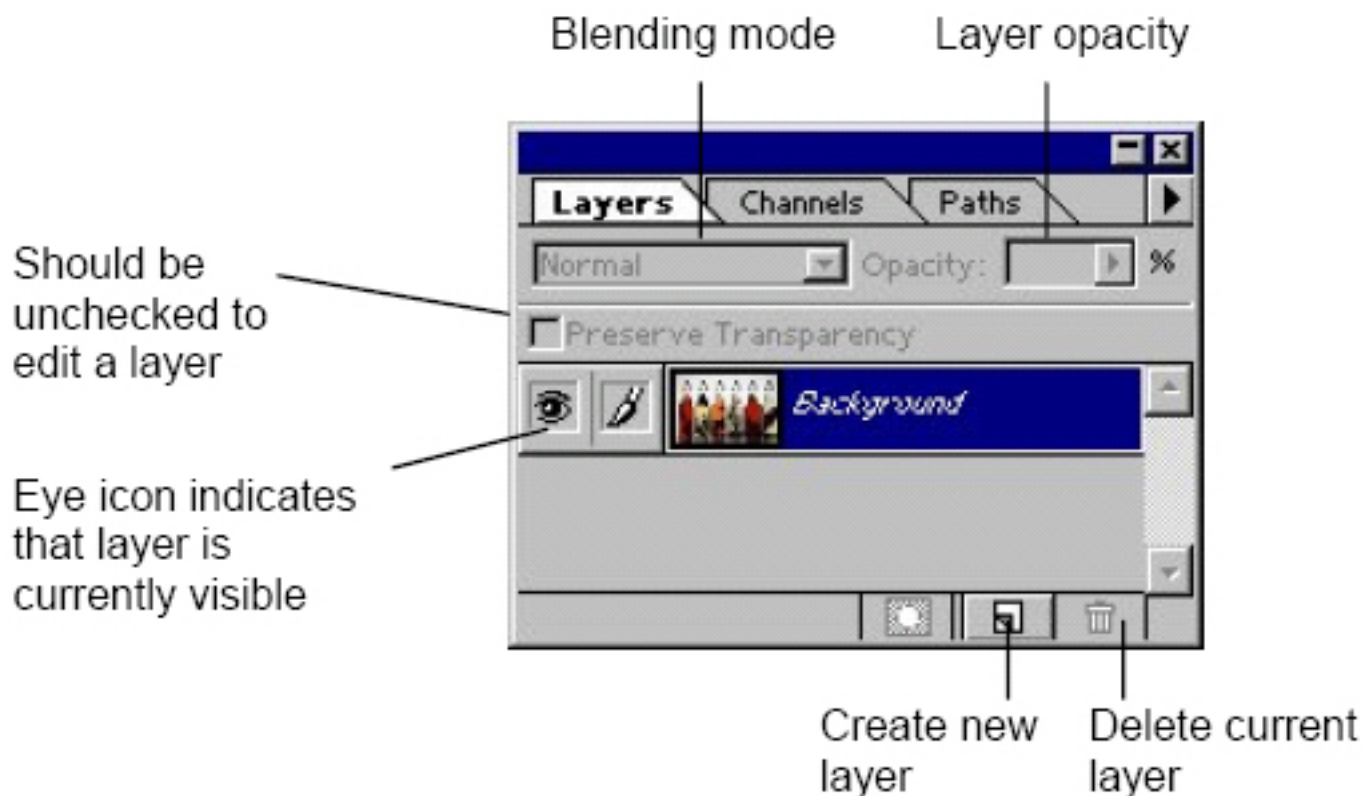 Blending mode
Layer opacity
Layers
Channels
Paths
Normal
Opacity:
%
Should be
unchecked to
edit a layer
Preserve Transparency
Background
Eye icon indicates
that layer is
currently visible
Create new
layer
Delete current
layer